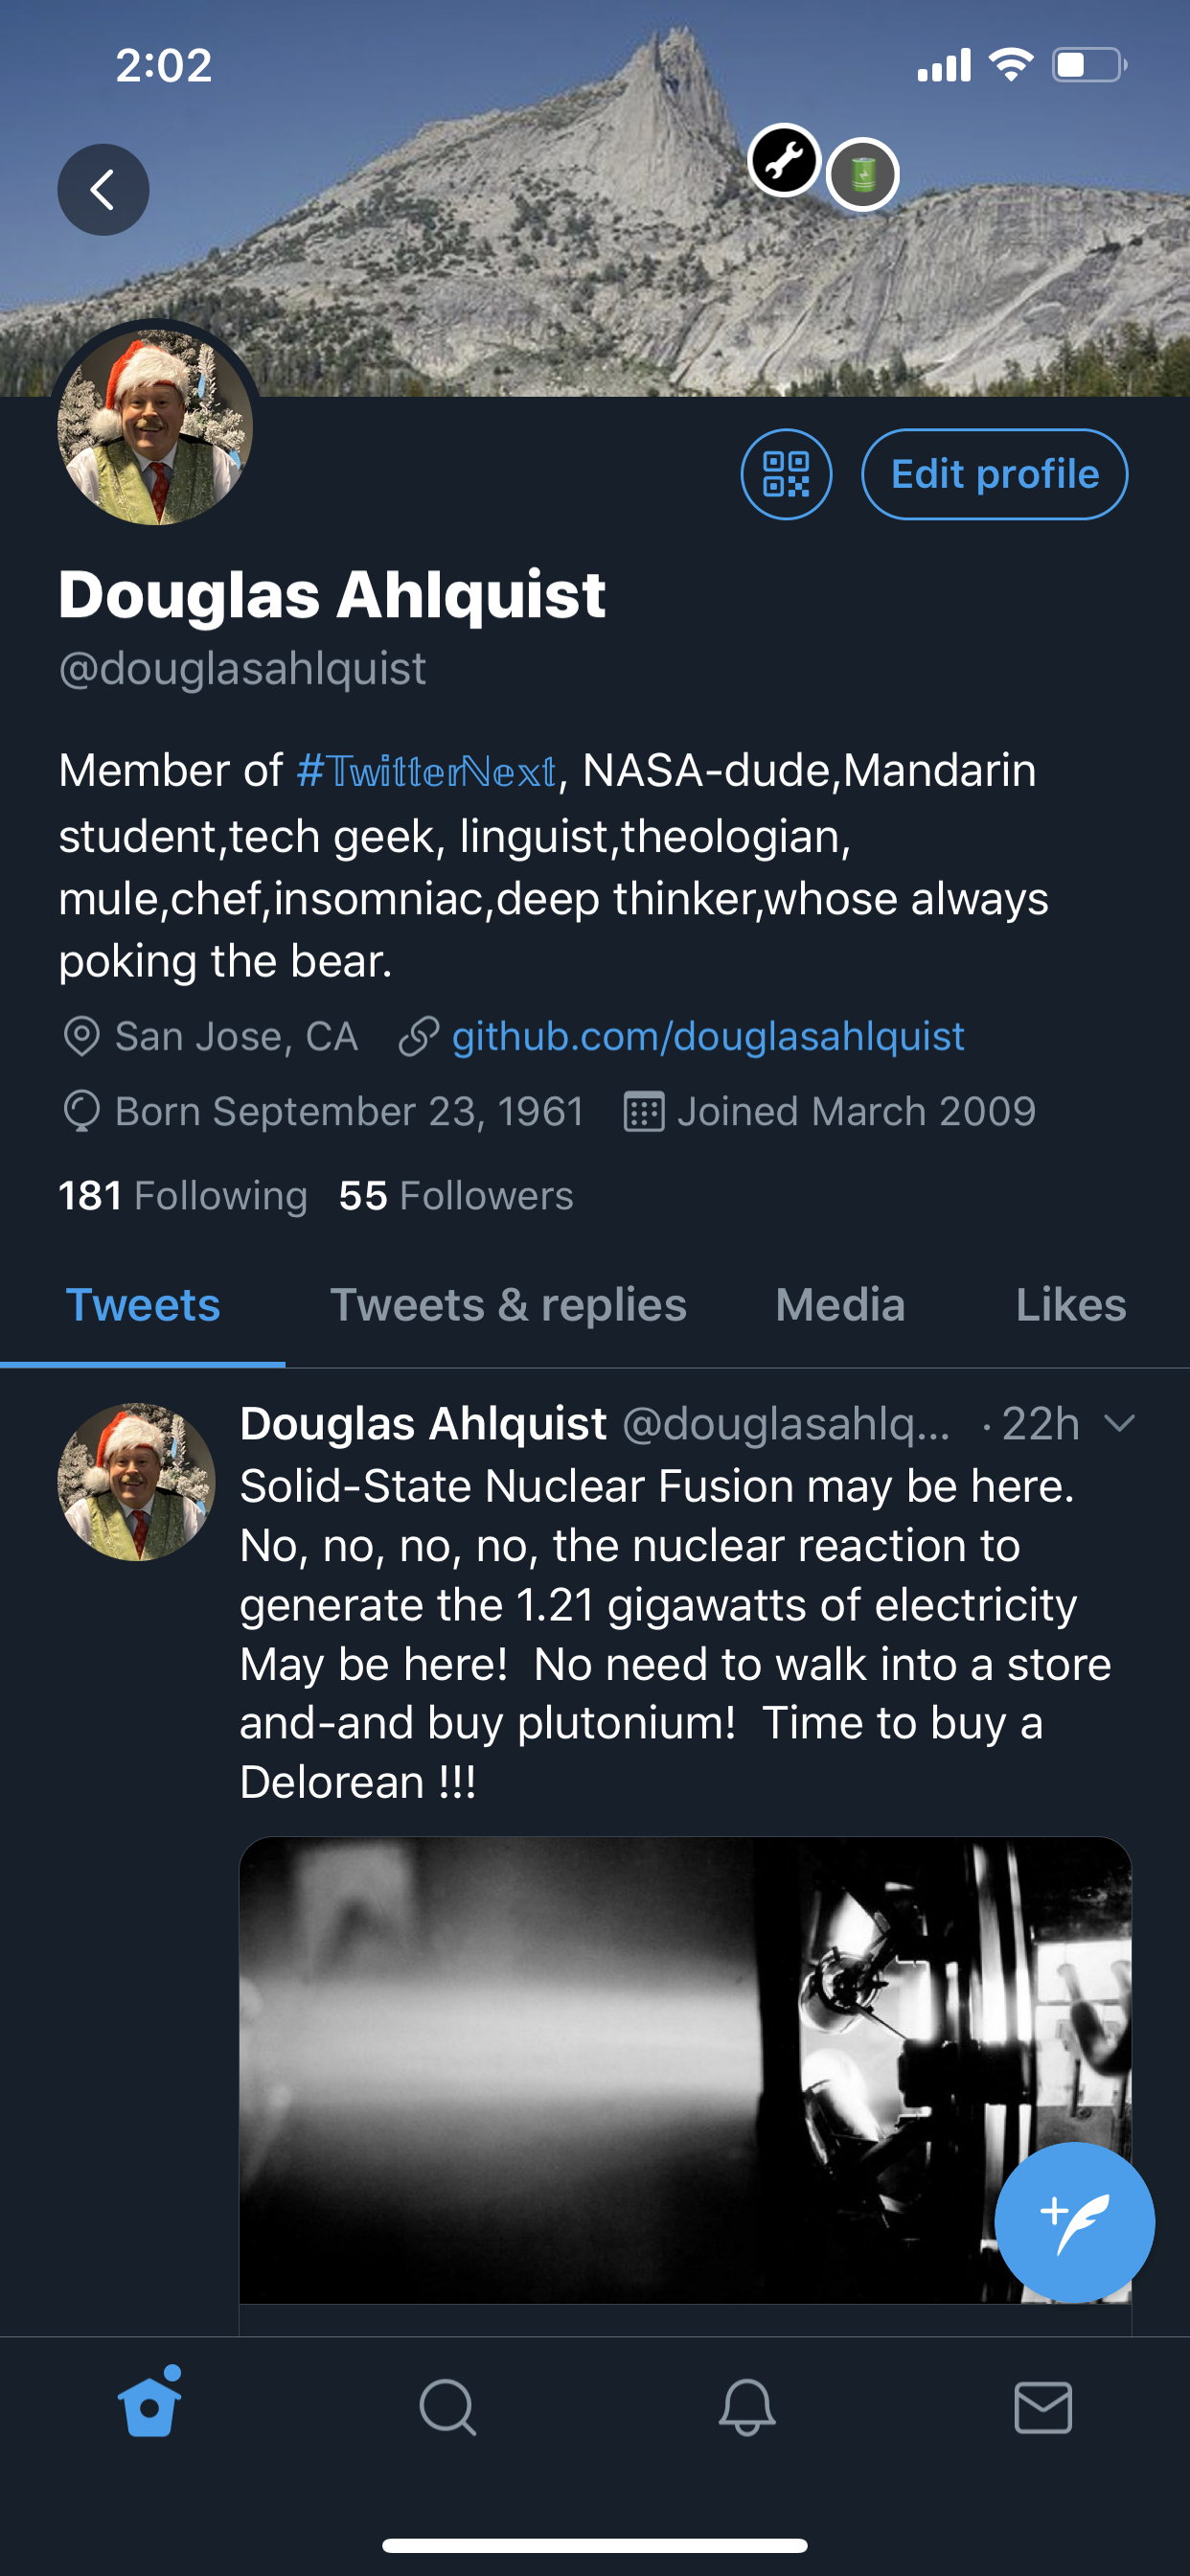 2:02
Edit profile
Douglas Ahlquist
@douglasahlquist
Member of #𝕋𝕨𝕚𝕥𝕥𝕖𝕣ℕ𝕖𝕩𝕥, NASA-dude,Mandarin
student,tech geek, linguist,theologian,
mule,chef,insomniac,deep thinker,whose always
poking the bear.
San Jose, CA github.com/douglasahlquist
Born September 23, 1961 Joined March 2009
181 Following 55 Followers
Tweets Tweets & replies Media Likes
Douglas Ahlquist @douglasahlq... · 22h
Solid-State Nuclear Fusion may be here.
No, no, no, no, the nuclear reaction to
generate the 1.21 gigawatts of electricity
May be here!  No need to walk into a store
and-and buy plutonium!  Time to buy a
Delorean !!!